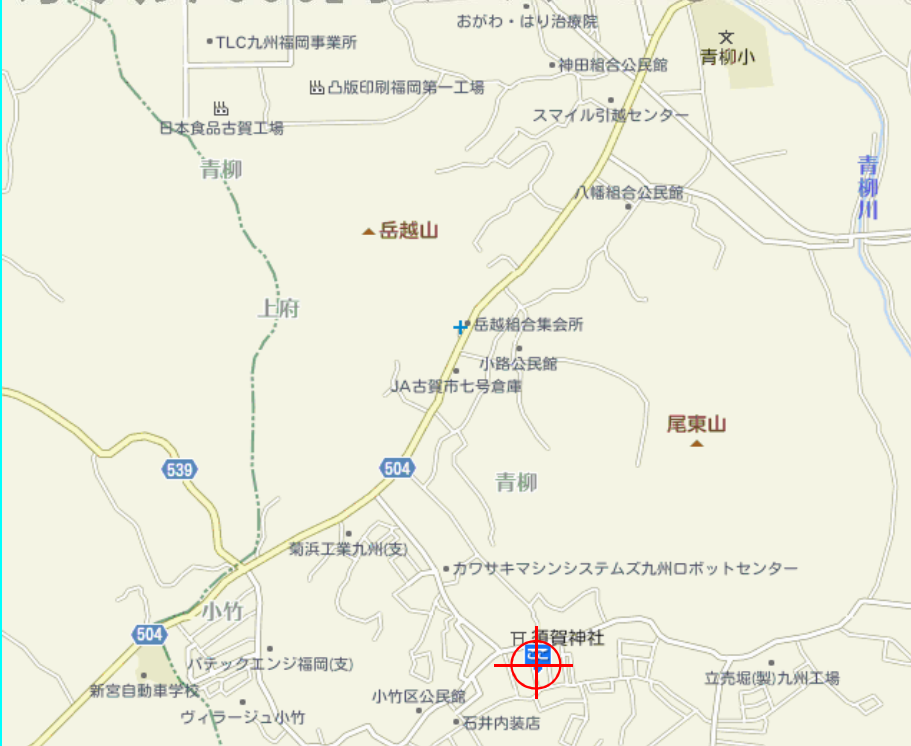 おがわ・はり治療院
TLC九州福岡事業所
青柳小
神田組合公民館
凸版印刷福岡第一工場
スマイル引越センター
日本食品古賀工場
青柳
青柳川
八幡組合公民館
岳越山
上府
岳越組合集会所
小路公民館
JA古賀市七号倉庫
尾東山
539
504
青柳
菊浜工業九州(支)
カワサキマシンシステムズ九州ロボットセンター
小竹
504
須賀神社
ここ
パテックエンジ福岡(支)
立売堀(製)九州工場
新宮自動車学校
小竹区公民館
ヴィラージュ小竹
石井内装店